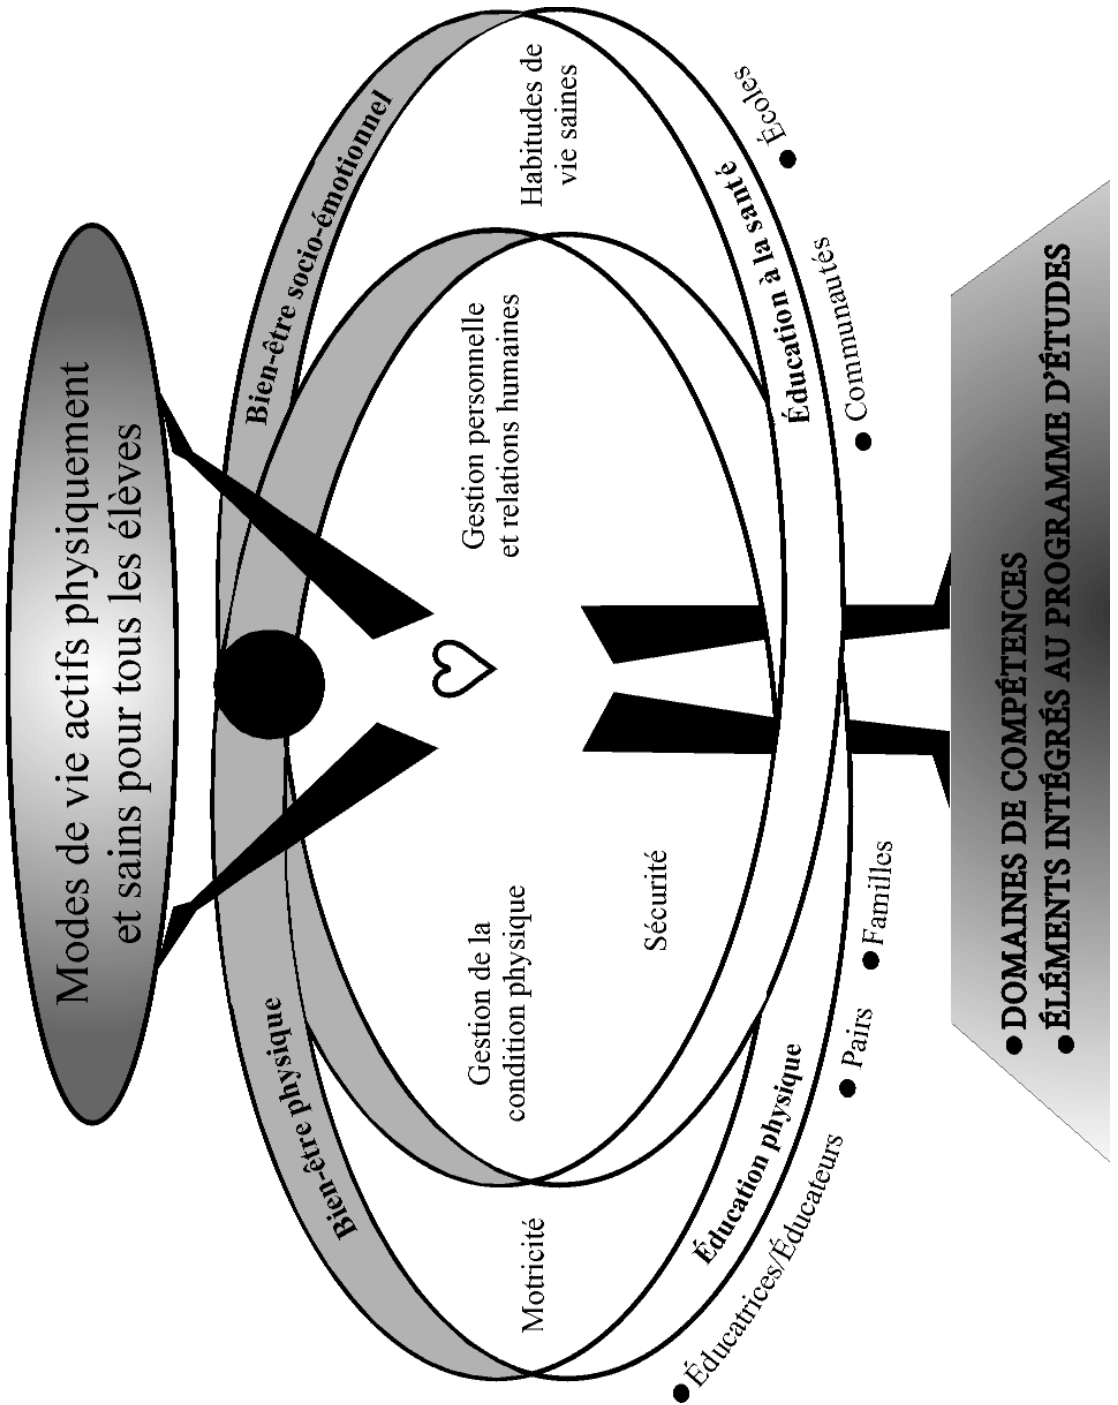 Modes de vie actifs physiquement
et sains pour tous les élèves
Bien-être physique
Bien-être socio-émotionnel
Motricité
Gestion de la
condition physique
Sécurité
Gestion personnelle
et relations humaines
Habitudes de
vie saines
Éducation physique
Éducation à la santé
● Éducatrices/Éducateurs
● Pairs
● Familles
● Communautés
● Écoles
● DOMAINES DE COMPÉTENCES
● ÉLÉMENTS INTÉGRÉS AU PROGRAMME D'ÉTUDES